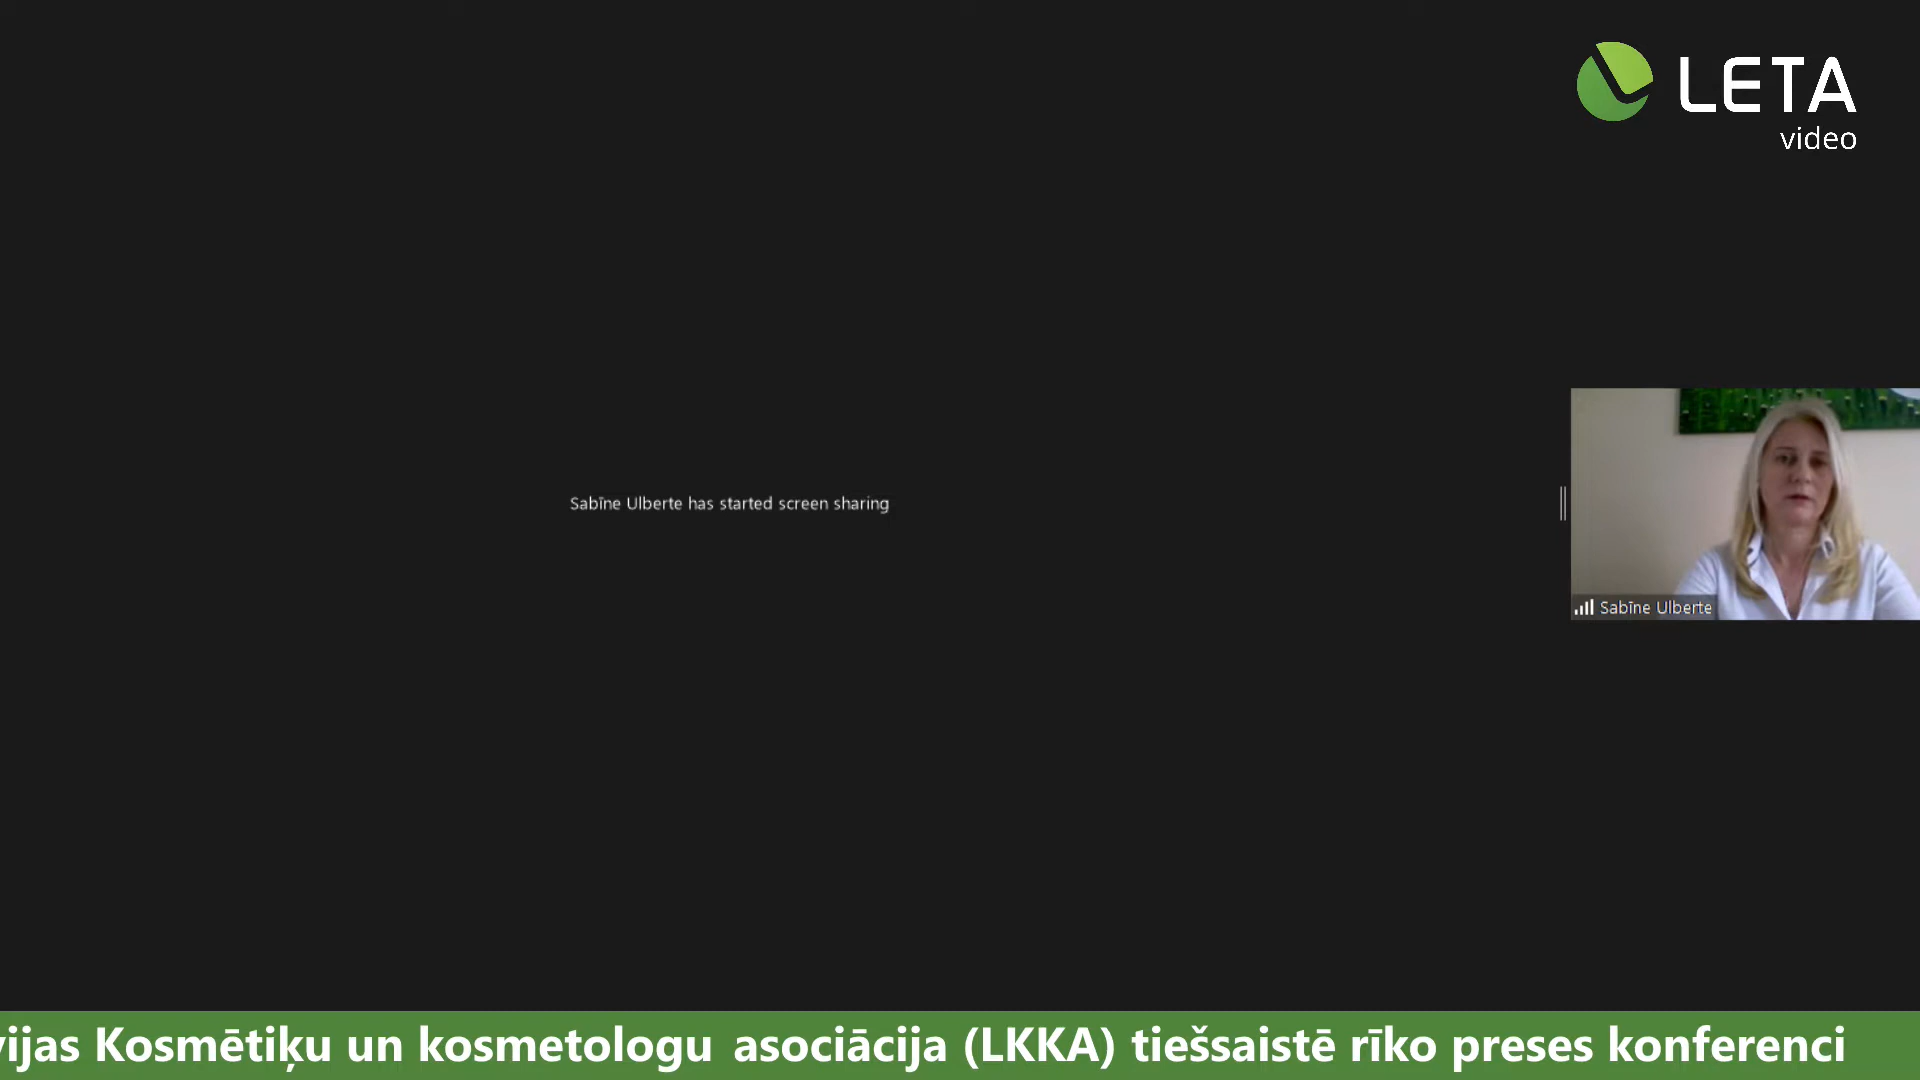 LETA
video
Sabīne Ulberte has started screen sharing
Sabīne Ulberte
vijas Kosmētiķu un kosmetologu asociācija (LKKA) tiešsaistē rīko preses konferenci